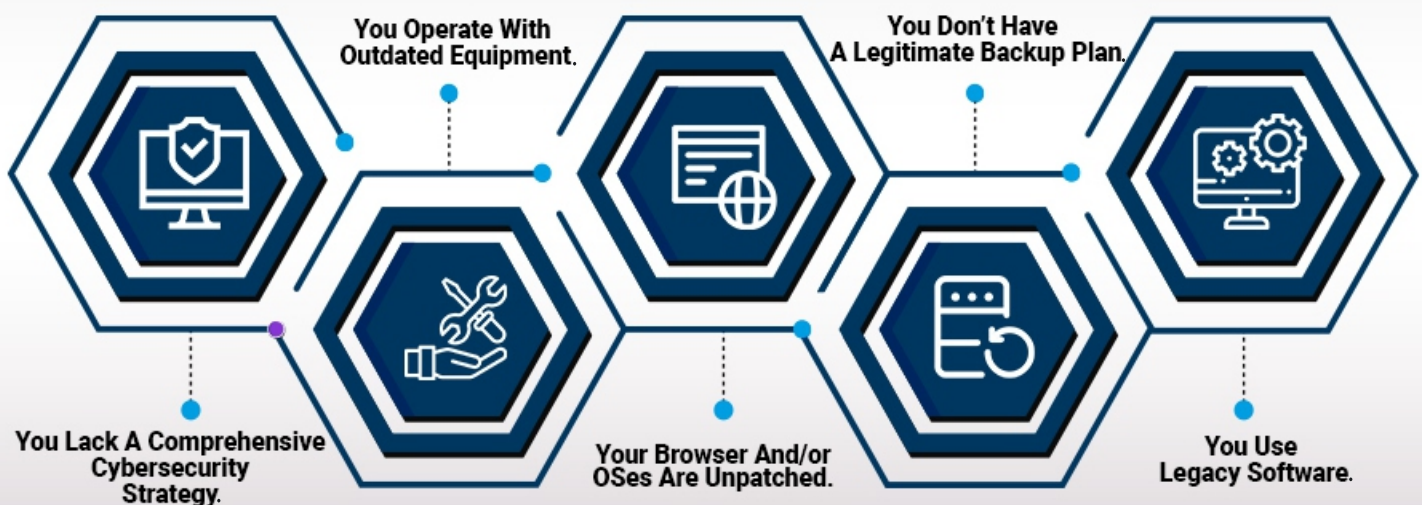 You Lack A Comprehensive
Cybersecurity
Strategy.
You Operate With
Outdated Equipment.
Your Browser And/or
OSes Are Unpatched.
You Don’t Have
A Legitimate Backup Plan.
You Use
Legacy Software.